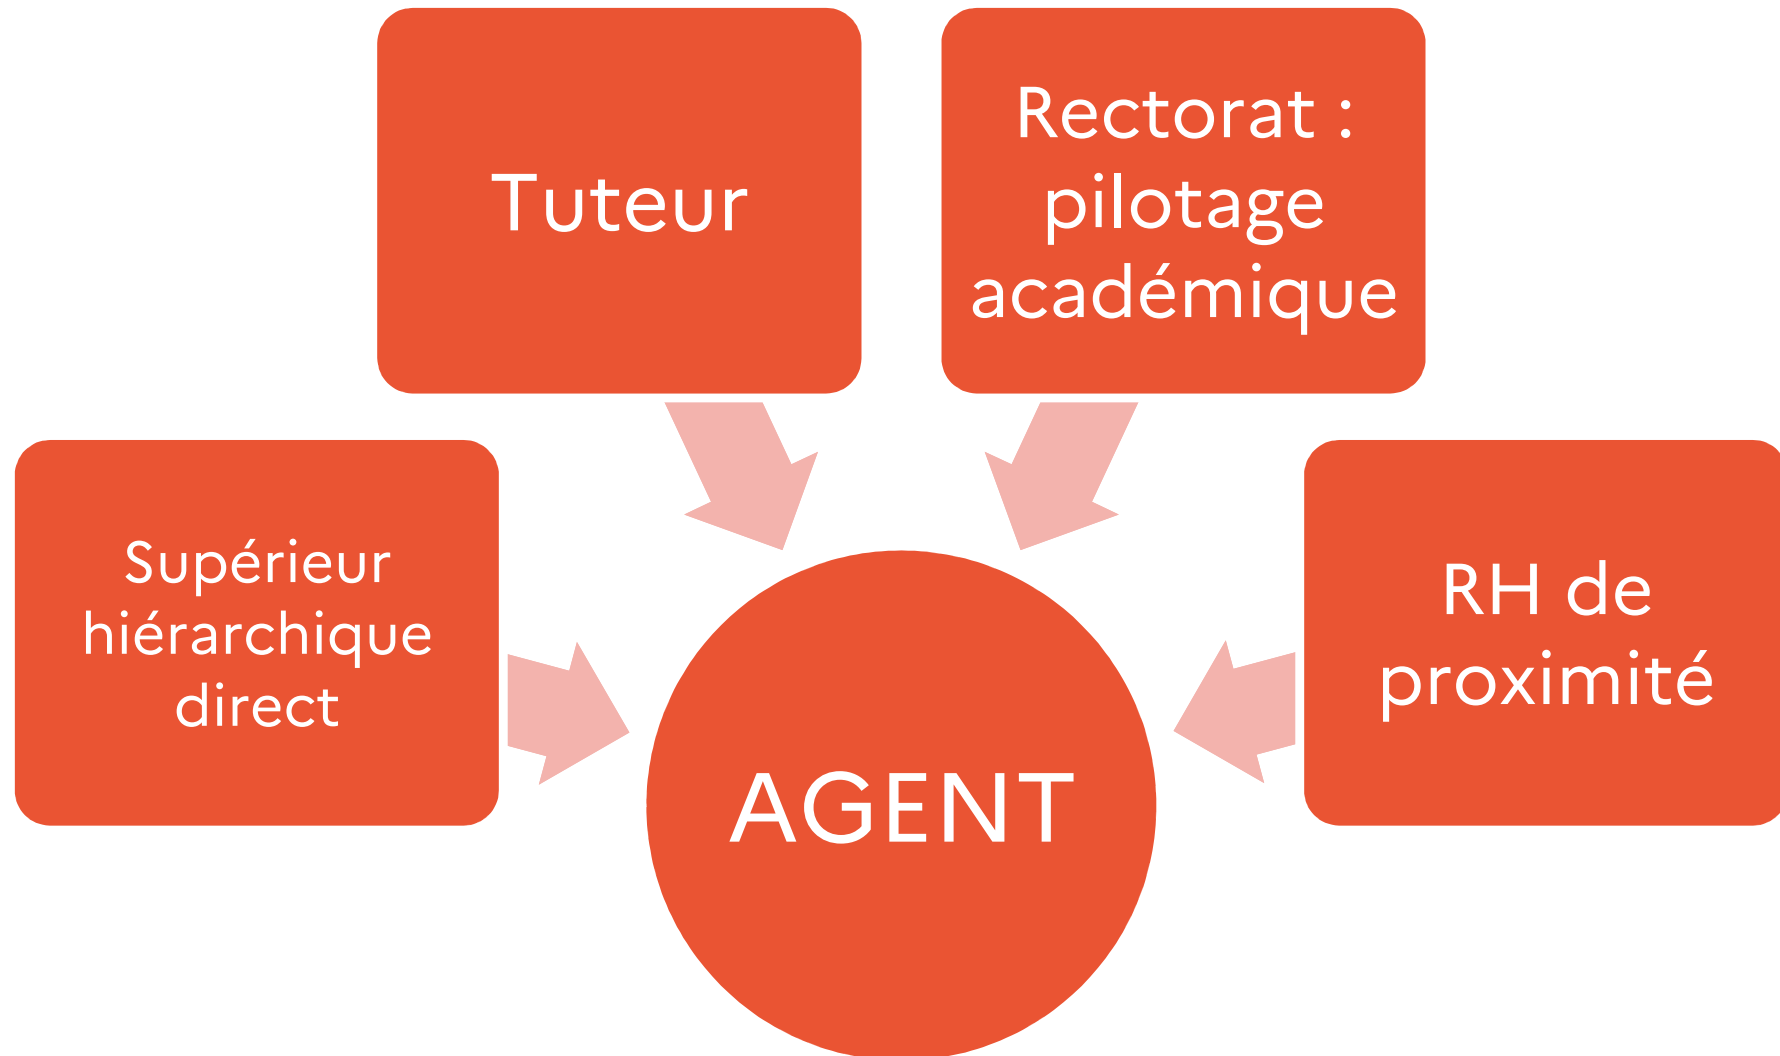 Tuteur
Rectorat :
pilotage
académique
Supérieur
hiérarchique
direct
RH de
proximité
AGENT